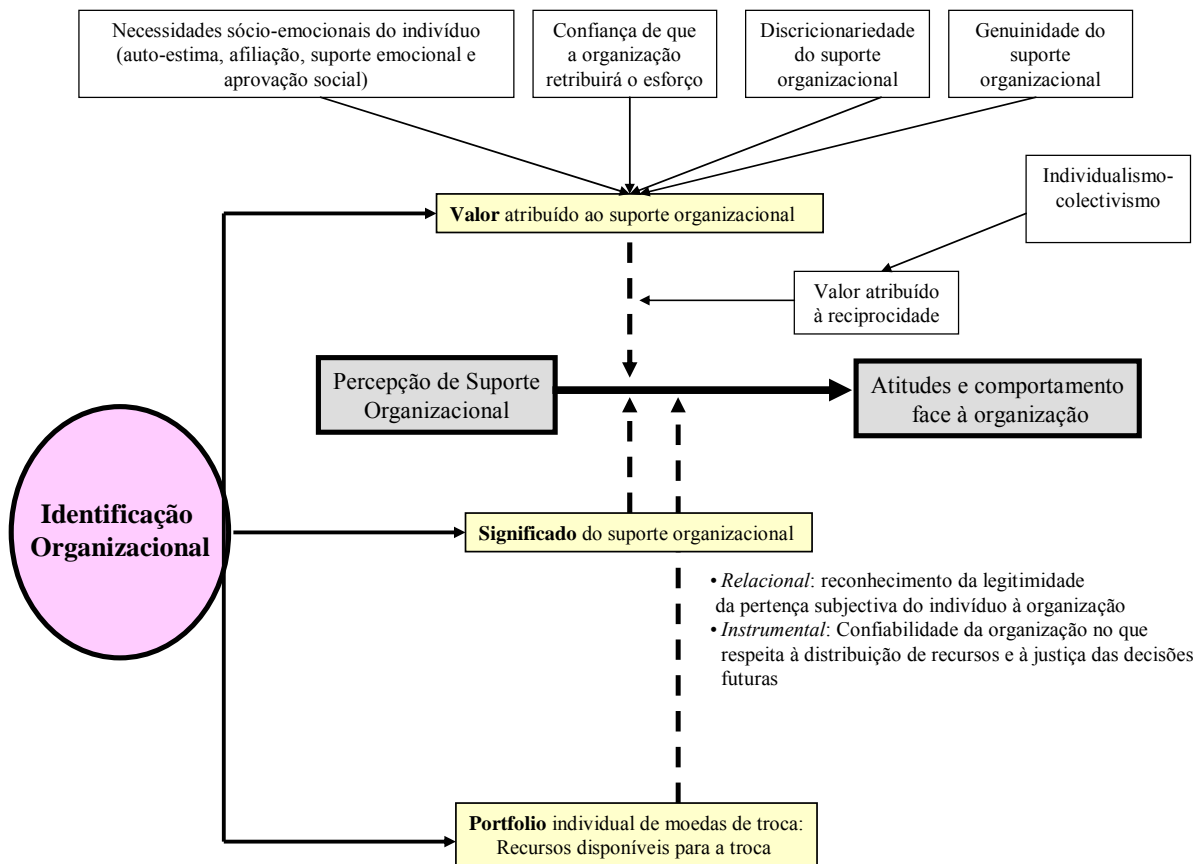 Necessidades sócio-emocionais do indivíduo
(auto-estima, afiliação, suporte emocional e
aprovação social)
Confiança de que
a organização
retribuirá o esforço
Discricionariedade
do suporte
organizacional
Genuinidade do
suporte
organizacional
Individualismo-
colectivismo
Valor atribuído ao suporte organizacional
Valor atribuído
à reciprocidade
Percepção de Suporte
Organizacional
Atitudes e comportamento
face à organização
Identificação
Organizacional
Significado do suporte organizacional
• Relacional: reconhecimento da legitimidade
da pertença subjectiva do indivíduo à organização
• Instrumental: Confiabilidade da organização no que
respeita à distribuição de recursos e à justiça das decisões
futuras
Portfolio individual de moedas de troca:
Recursos disponíveis para a troca